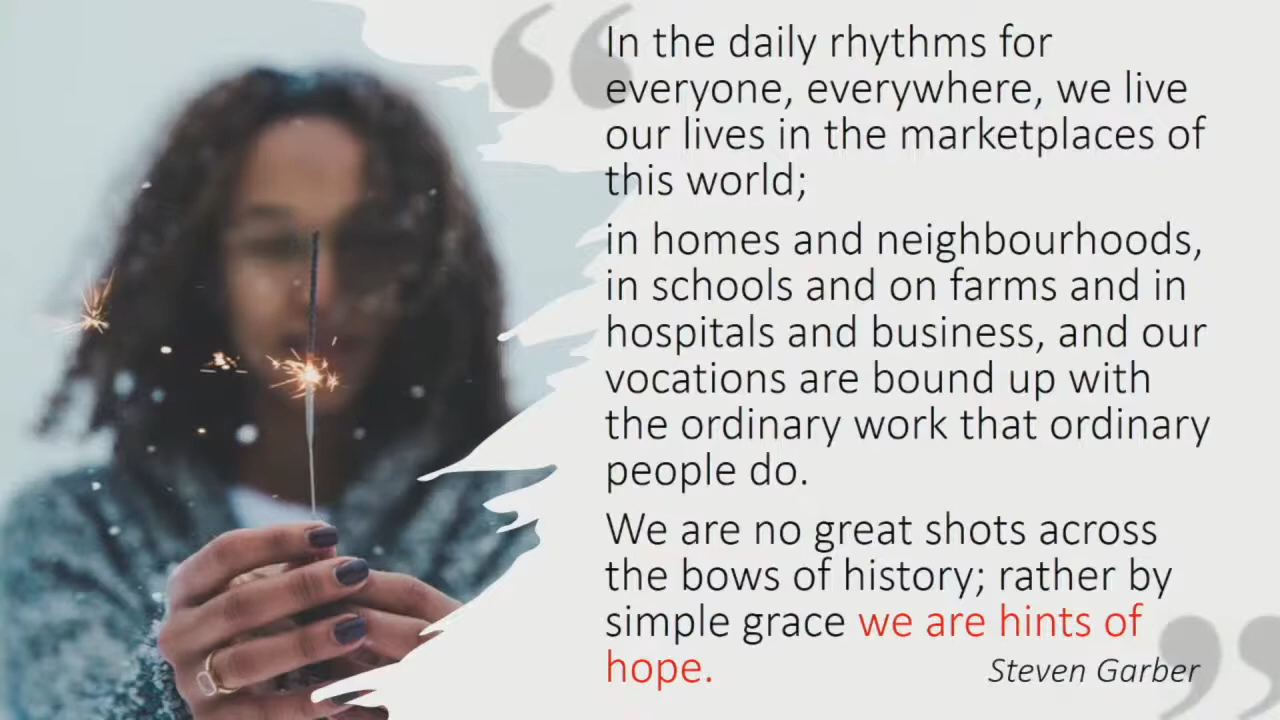 In the daily rhythms for
everyone, everywhere, we live
our lives in the marketplaces of
this world;
in homes and neighbourhoods,
in schools and on farms and in
hospitals and business, and our
vocations are bound up with
the ordinary work that ordinary
people do.
We are no great shots across
the bows of history; rather by
simple grace we are hints of
hope.
Steven Garber